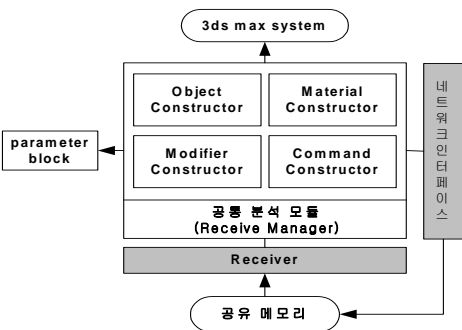 3ds max system
Object
Constructor
Material
Constructor
parameter
block
Modifier
Constructor
Command
Constructor
네트워크인터페이스
공통 분석 모듈
(Receive Manager)
Receiver
공유 메모리